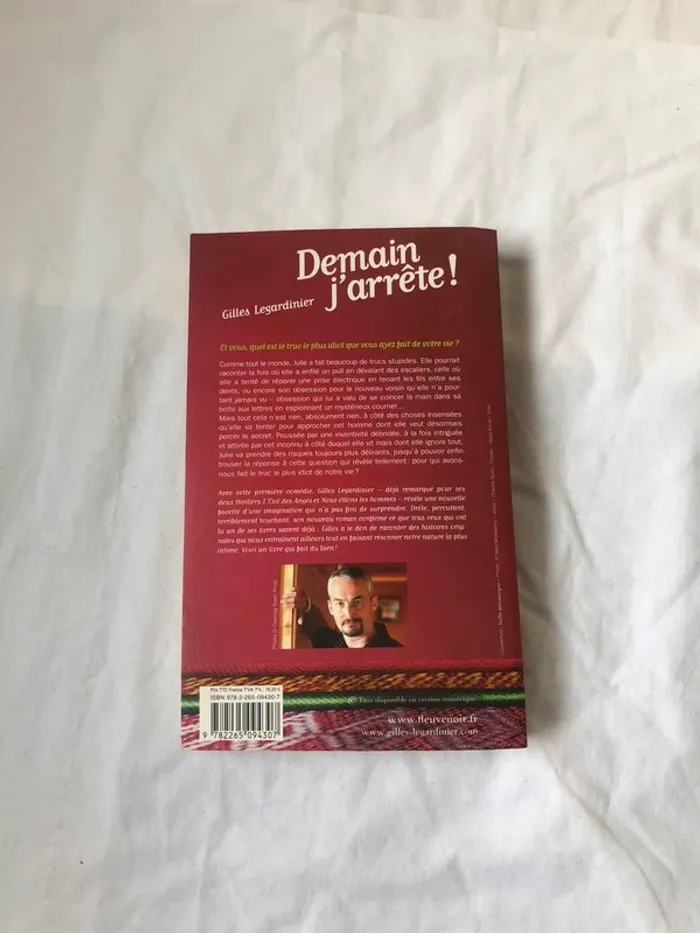 Demain
j'arrête !
Gilles Legardinier
Et vous, quel est le truc le plus idiot que vous ayez fait de votre vie ?
Comme tout le monde, Julie a fait beaucoup de trucs stupides. Elle pourrait
raconter la fois où elle a enfilé un pull en dévalant des escaliers, celle où
elle a tenté de réparer une prise électrique en tenant les fils entre ses
dents, ou encore son obsession pour le nouveau voisin qu'elle n'a pour-
tant jamais vu – obsession qui lui a valu de se coincer la main dans sa
boîte aux lettres en espionnant un mystérieux courrier…
Mais tout cela n'est rien, absolument rien, à côté des choses insensées
qu'elle va tenter pour approcher cet homme dont elle veut désormais
percer le secret. Poussée par une inventivité débridée, à la fois intriguée
et attirée par cet inconnu à côté duquel elle vit mais dont elle ignore tout,
Julie va prendre des risques toujours plus délirants, jusqu'à pouvoir enfin
trouver la réponse à cette question qui révèle tellement : pour qui avons-
nous fait le truc le plus idiot de notre vie ?
Avec cette première comédie, Gilles Legardinier – déjà remarqué pour ses
deux thrillers L'Exil des Anges et Nous étions les hommes – révèle une nouvelle
facette d'une imagination qui n'a pas fini de surprendre. Drôle, percutant,
terriblement touchant, son nouveau roman confirme ce que tous ceux qui ont
lu un de ses livres savent déjà : Gilles a le don de raconter des histoires origi-
nales qui nous entraînent ailleurs tout en faisant résonner notre nature la plus
intime. Voici un livre qui fait du bien !
Prix TTC France TVA 7% : 18,20 €
ISBN 978-2-265-09430-7
9 782265 094307
Titre disponible en version numérique
www.fleuvenoir.fr
www.gilles-legardinier.com